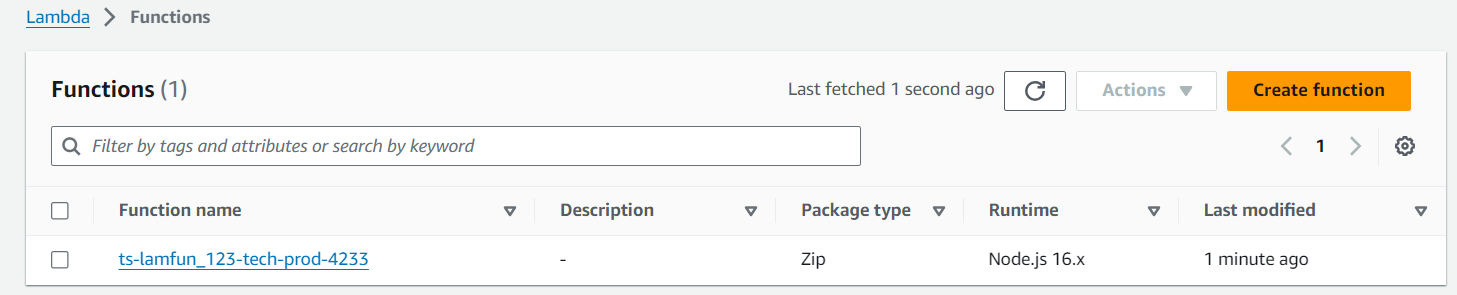 Lambda > Functions
Functions (1) Last fetched 1 second ago Actions Create function
Filter by tags and attributes or search by keyword 1
Function name Description Package type Runtime Last modified
ts-lamfun_123-tech-prod-4233 - Zip Node.js 16.x 1 minute ago